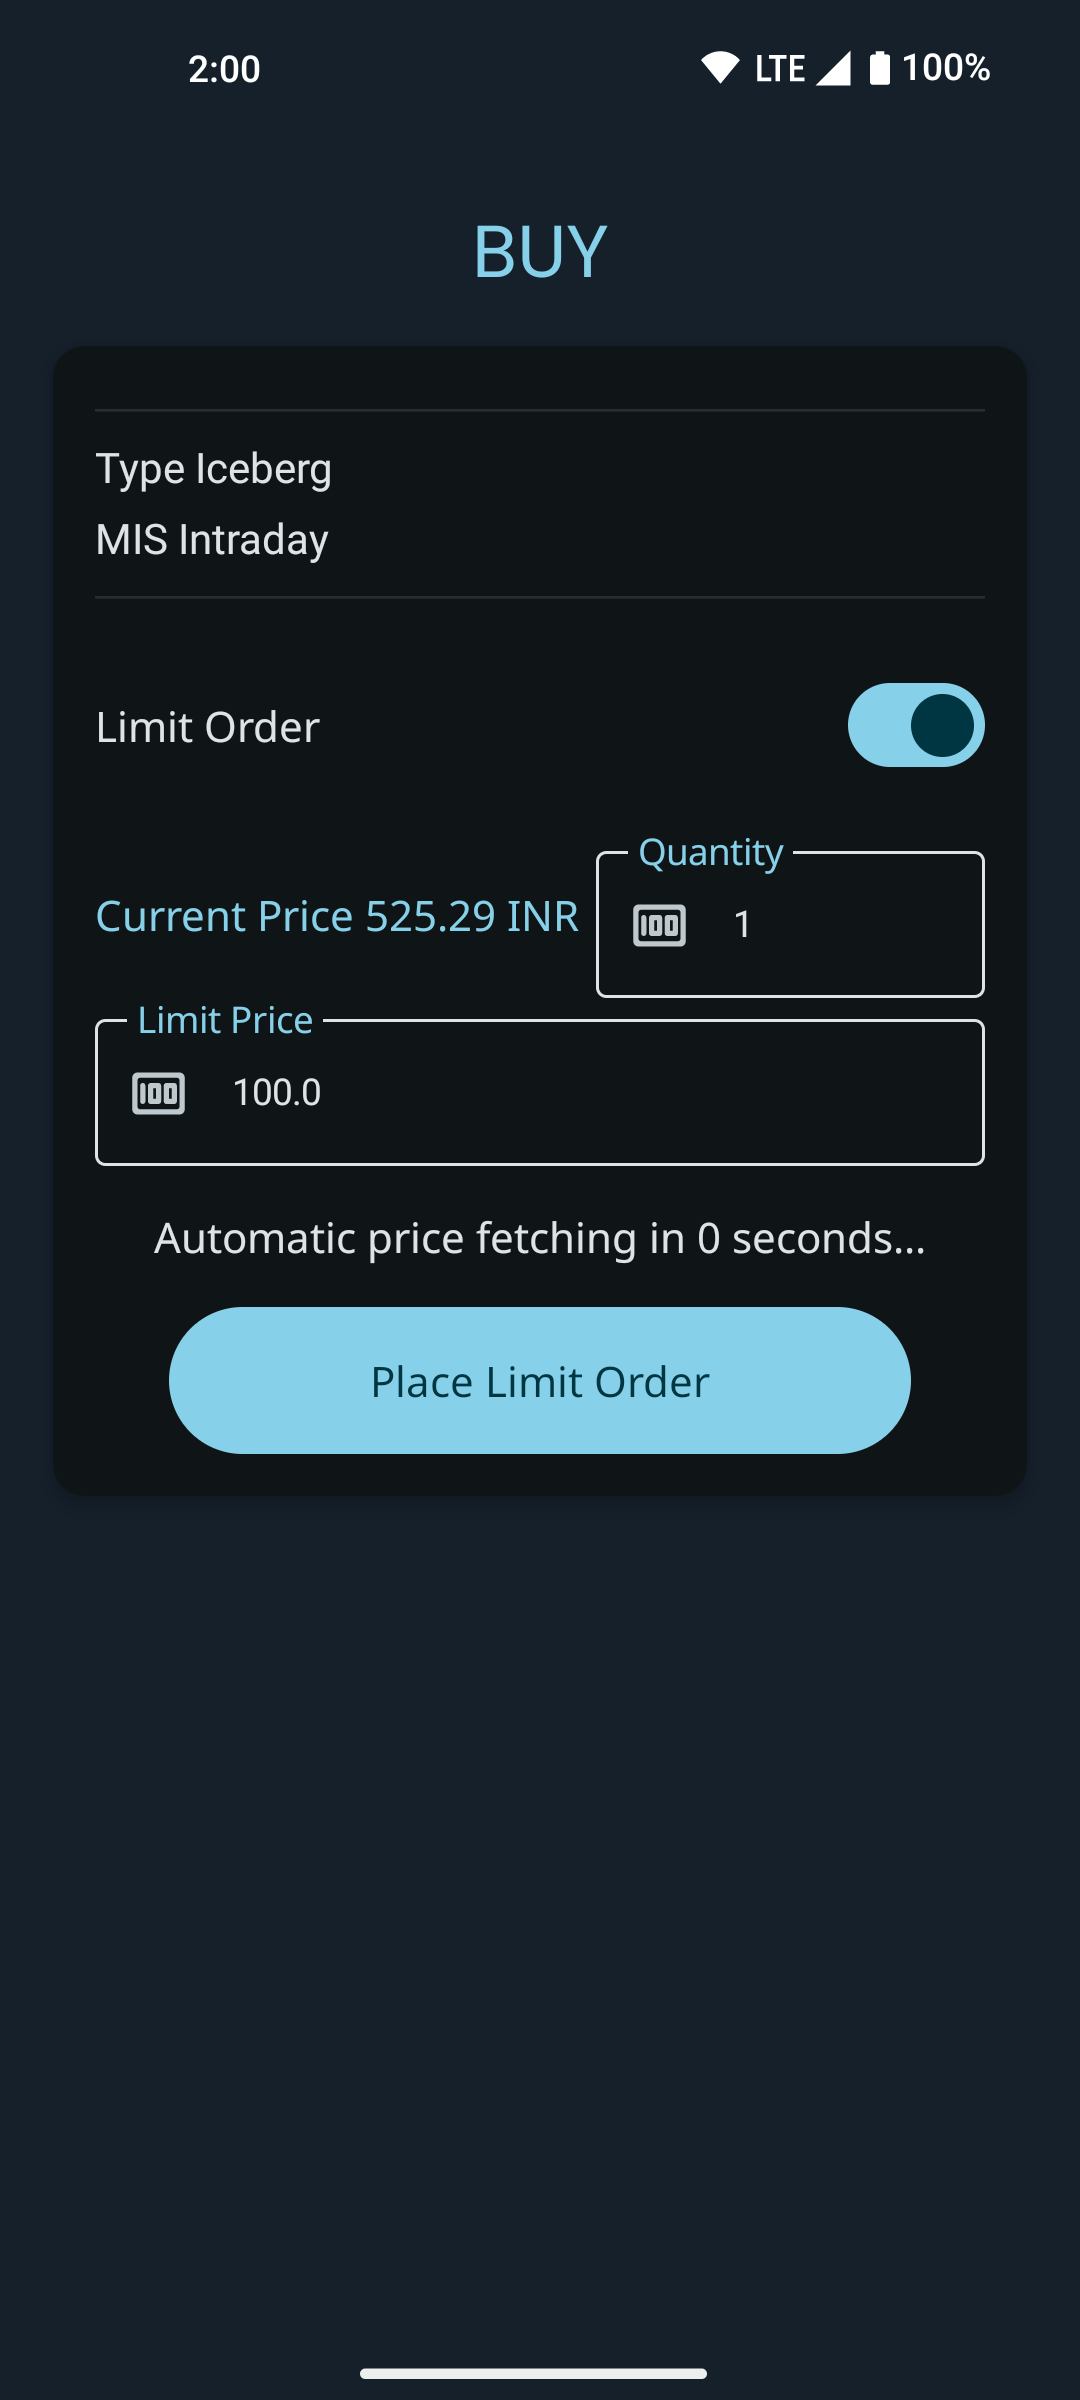 2:00 LTE 100%
BUY
Type Iceberg
MIS Intraday
Limit Order
Quantity
Current Price 525.29 INR
1
Limit Price
100.0
Automatic price fetching in 0 seconds...
Place Limit Order